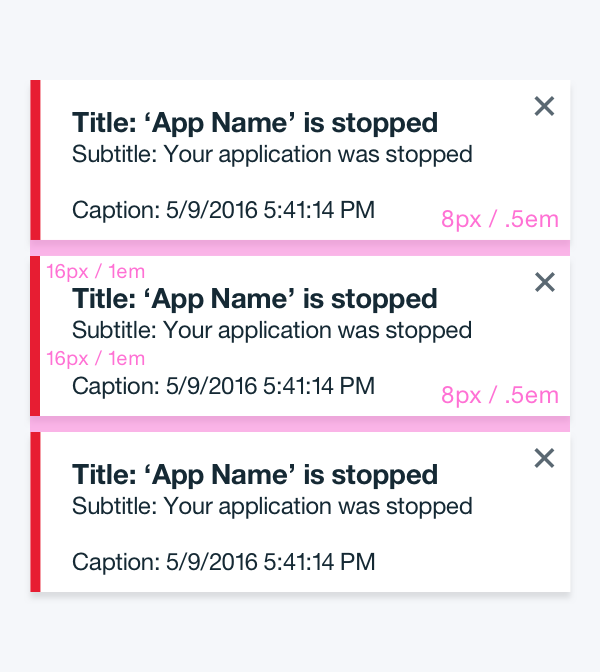 Title: ‘App Name’ is stopped
Subtitle: Your application was stopped
Caption: 5/9/2016 5:41:14 PM
8px / .5em
16px / 1em
Title: ‘App Name’ is stopped
Subtitle: Your application was stopped
16px / 1em
Caption: 5/9/2016 5:41:14 PM
8px / .5em
Title: ‘App Name’ is stopped
Subtitle: Your application was stopped
Caption: 5/9/2016 5:41:14 PM